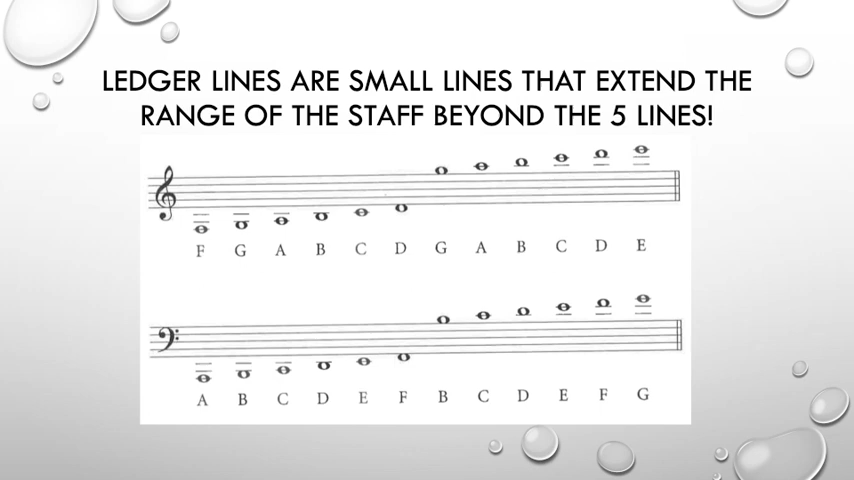 LEDGER LINES ARE SMALL LINES THAT EXTEND THE
RANGE OF THE STAFF BEYOND THE 5 LINES!
F G A B C D G A B C D E
A B C D E F B C D E F G